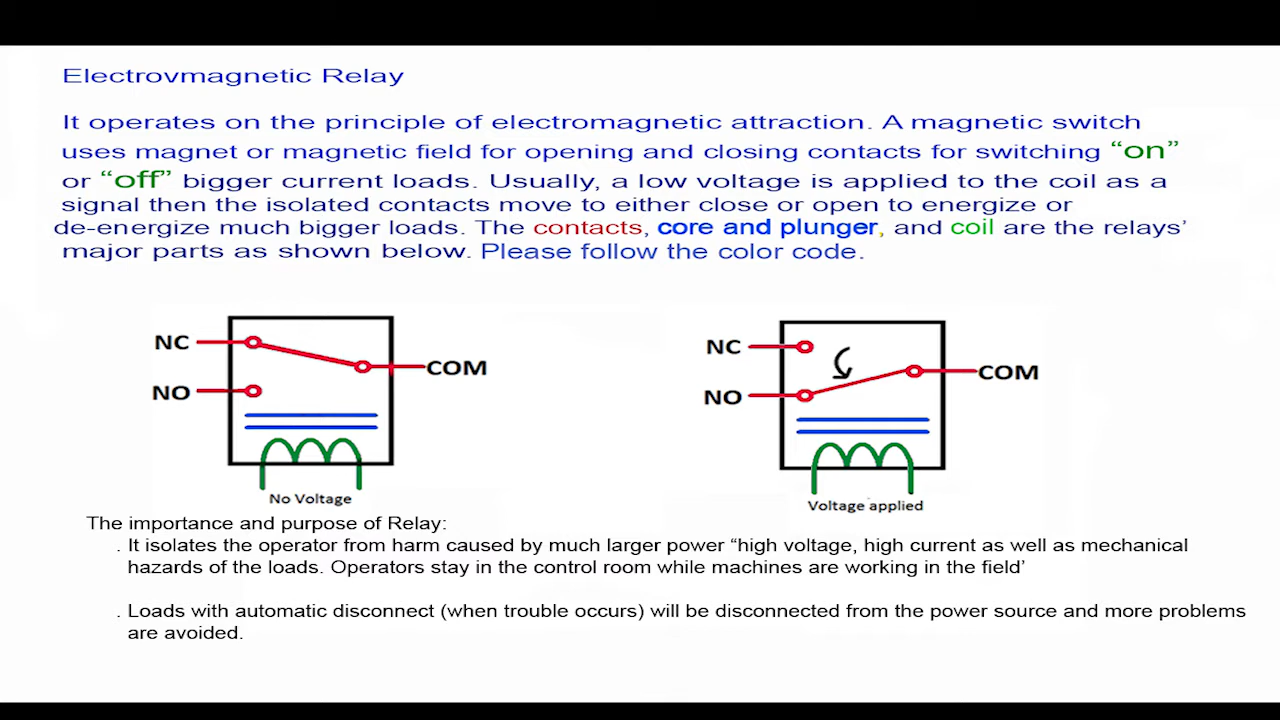 Electrovmagnetic Relay
It operates on the principle of electromagnetic attraction. A magnetic switch
uses magnet or magnetic field for opening and closing contacts for switching “on”
or “off” bigger current loads. Usually, a low voltage is applied to the coil as a
signal then the isolated contacts move to either close or open to energize or
de-energize much bigger loads. The contacts, core and plunger, and coil are the relays’
major parts as shown below. Please follow the color code.
NC
NO
COM
No Voltage
NC
NO
COM
Voltage applied
The importance and purpose of Relay:
. It isolates the operator from harm caused by much larger power “high voltage, high current as well as mechanical
hazards of the loads. Operators stay in the control room while machines are working in the field’
. Loads with automatic disconnect (when trouble occurs) will be disconnected from the power source and more problems
are avoided.